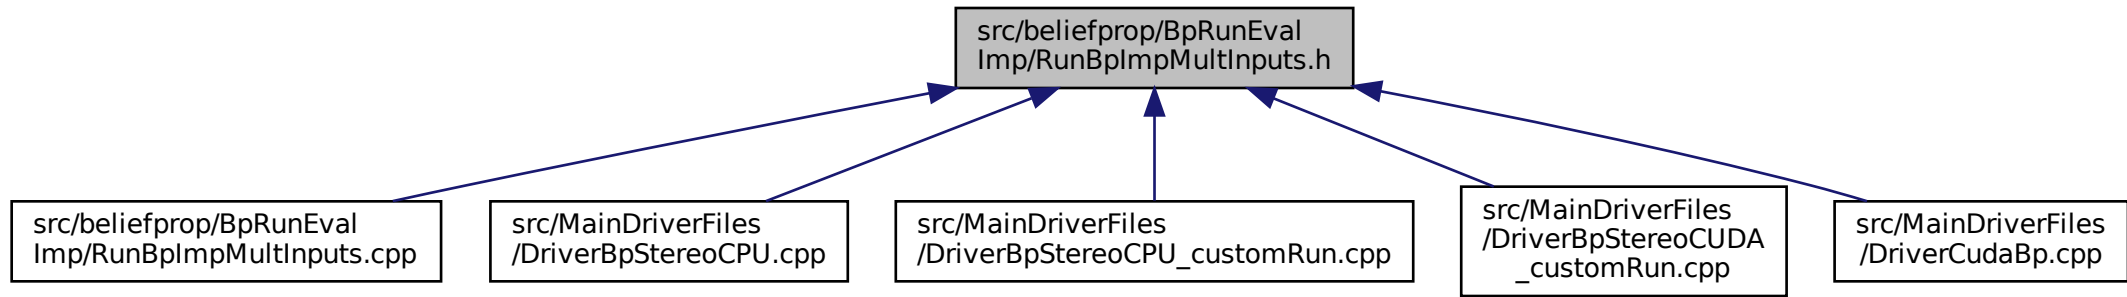 src/beliefprop/BpRunEval
Imp/RunBpImpMultInputs.h
src/beliefprop/BpRunEval
Imp/RunBpImpMultInputs.cpp
src/MainDriverFiles
/DriverBpStereoCPU.cpp
src/MainDriverFiles
/DriverBpStereoCPU_customRun.cpp
src/MainDriverFiles
/DriverBpStereoCUDA
_customRun.cpp
src/MainDriverFiles
/DriverCudaBp.cpp